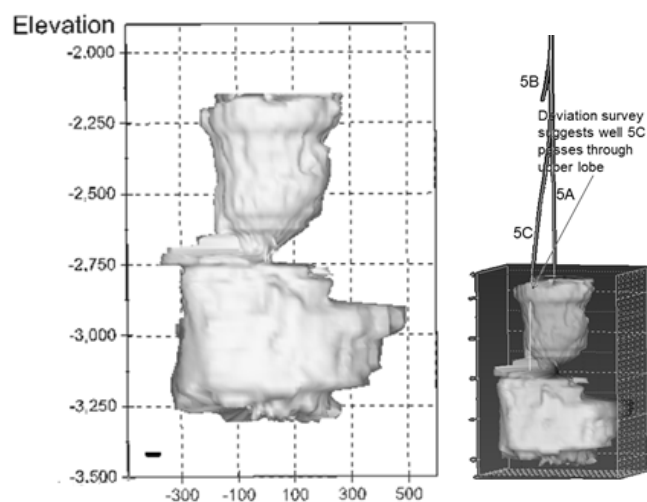 Elevation
-2,000
-2,250
-2,500
-2,750
-3,000
-3,250
-3.500
-300 -100 100 300 500
5B
Deviation survey
suggests well 5C
passes through
upper lobe
5A
5C